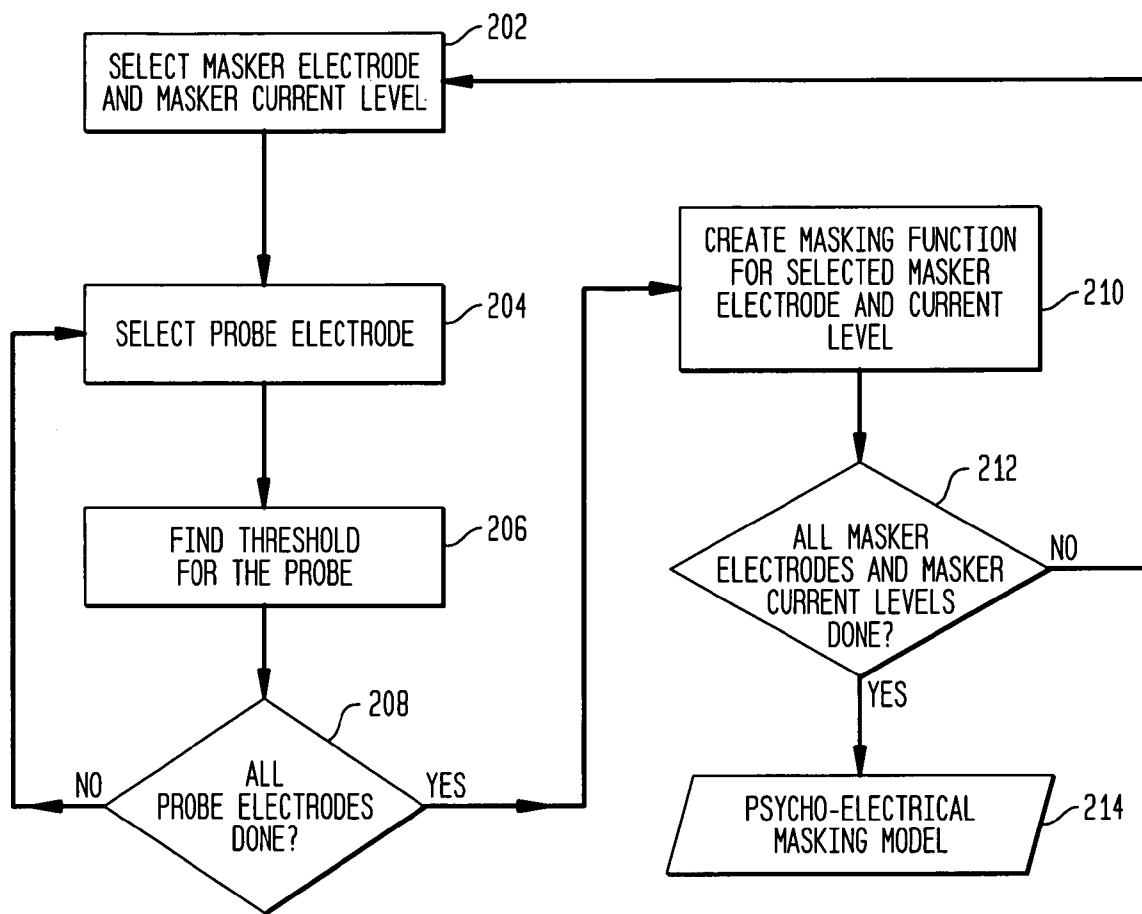 202
SELECT MASKER ELECTRODE
AND MASKER CURRENT LEVEL
SELECT PROBE ELECTRODE
204
FIND THRESHOLD
FOR THE PROBE
206
208
ALL
PROBE ELECTRODES
DONE?
NO
YES
CREATE MASKING FUNCTION
FOR SELECTED MASKER
ELECTRODE AND CURRENT
LEVEL
210
212
ALL MASKER
ELECTRODES AND MASKER
CURRENT LEVELS
DONE?
NO
YES
PSYCHO-ELECTRICAL
MASKING MODEL
214